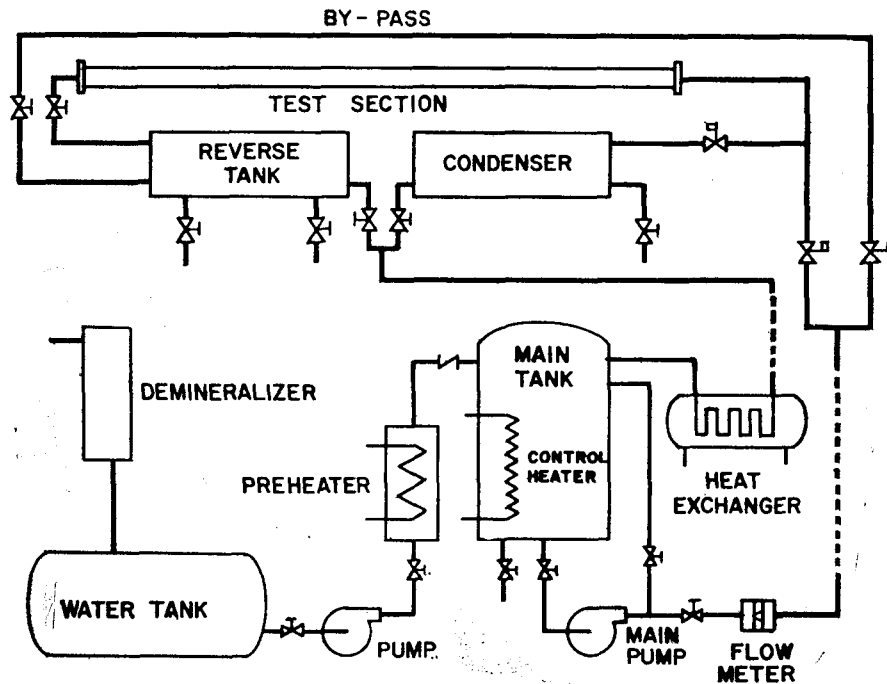 BY-PASS
TEST SECTION
REVERSE
TANK
CONDENSER
MAIN
TANK
DEMINERALIZER
CONTROL
HEATER
PREHEATER
HEAT
EXCHANGER
WATER TANK
PUMP
MAIN
PUMP
FLOW
METER